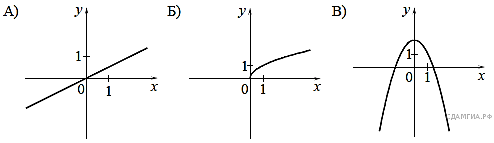 А) y 1 0 1 x
Б) y 1 0 1 x
В) y 1 0 1 x
СДАМГИА.РФ